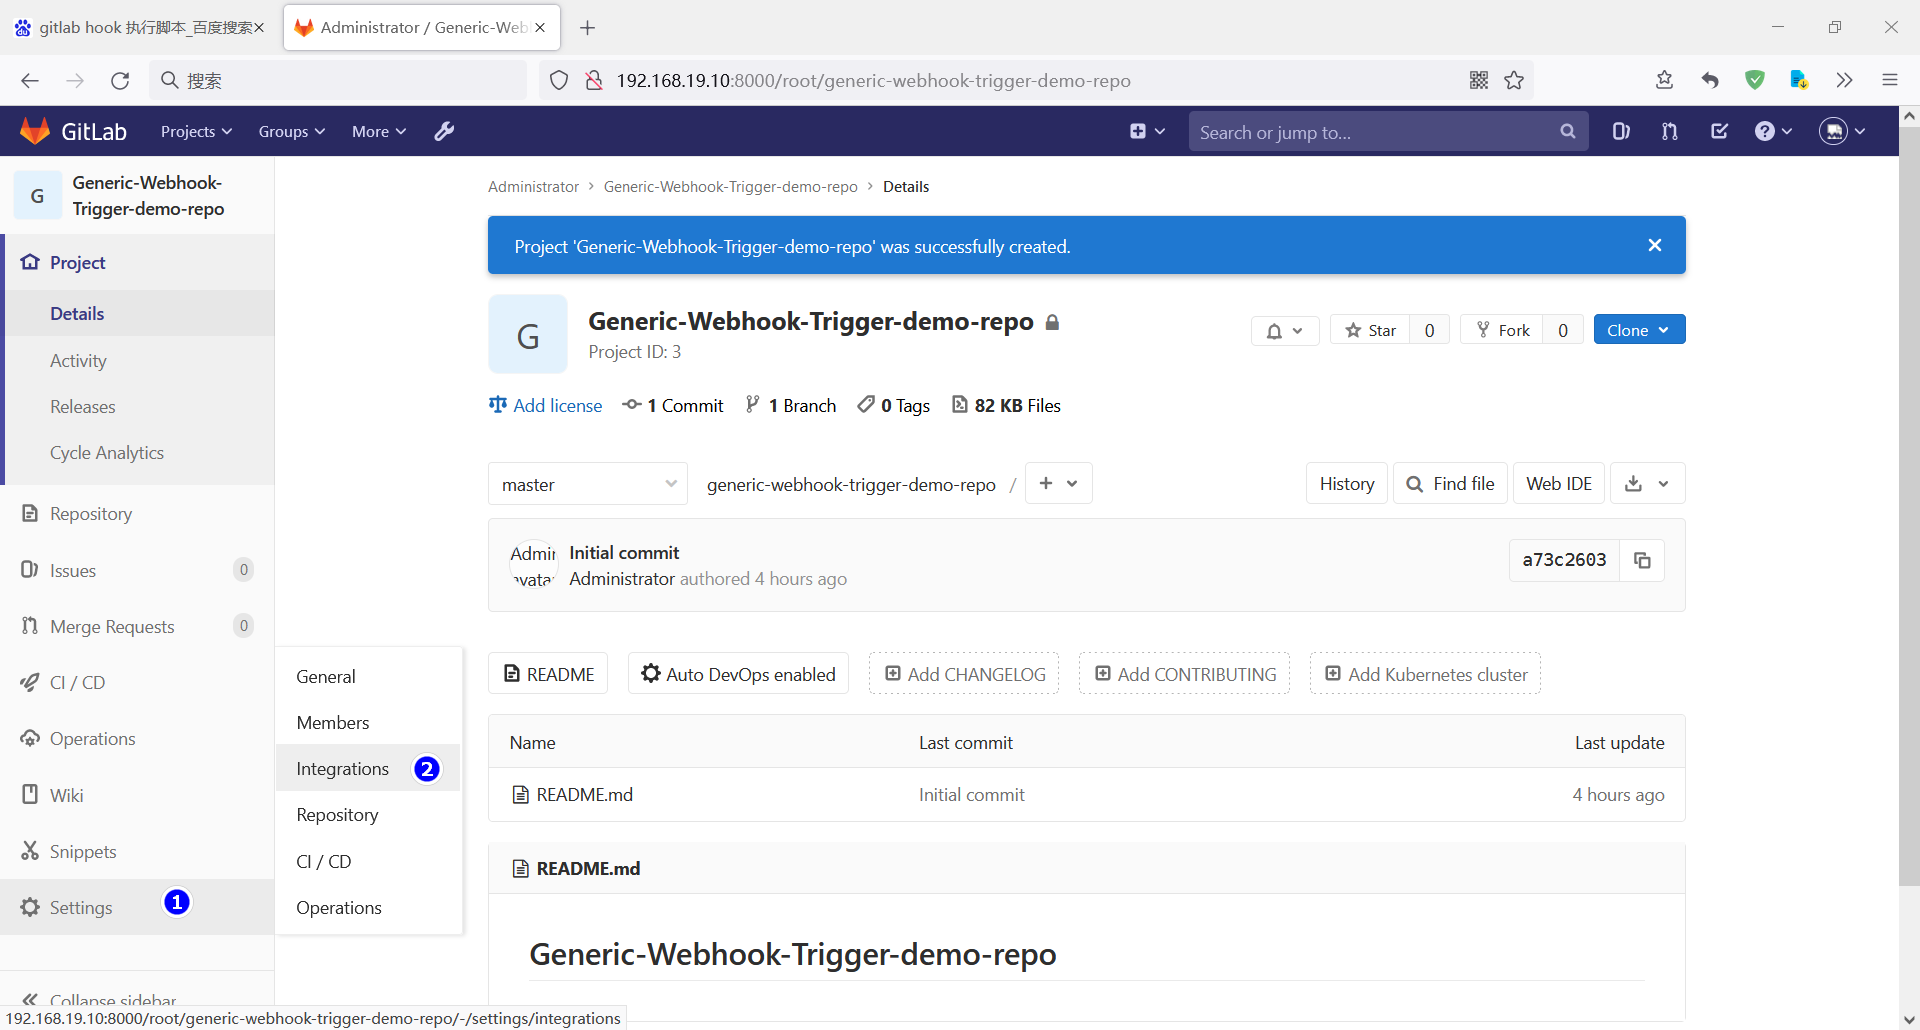 gitlab hook 执行脚本_百度搜索
Administrator / Generic-Web
搜索
192.168.19.10:8000/root/generic-webhook-trigger-demo-repo
GitLab
Projects
Groups
More
Search or jump to...
Generic-Webhook-
Trigger-demo-repo
G
Project
Details
Activity
Releases
Cycle Analytics
Repository
Issues 0
Merge Requests 0
CI / CD
Operations
Wiki
Snippets
Settings 1
Collapse sidebar
General
Members
Integrations 2
Repository
CI / CD
Operations
Administrator › Generic-Webhook-Trigger-demo-repo › Details
Project 'Generic-Webhook-Trigger-demo-repo' was successfully created.
G
Generic-Webhook-Trigger-demo-repo
Project ID: 3
Star 0
Fork 0
Clone
Add license
1 Commit
1 Branch
0 Tags
82 KB Files
master
generic-webhook-trigger-demo-repo /
History
Find file
Web IDE
Admin
avatar
Initial commit
Administrator authored 4 hours ago
a73c2603
README
Auto DevOps enabled
Add CHANGELOG
Add CONTRIBUTING
Add Kubernetes cluster
Name Last commit Last update
README.md Initial commit 4 hours ago
README.md
Generic-Webhook-Trigger-demo-repo
192.168.19.10:8000/root/generic-webhook-trigger-demo-repo/-/settings/integrations